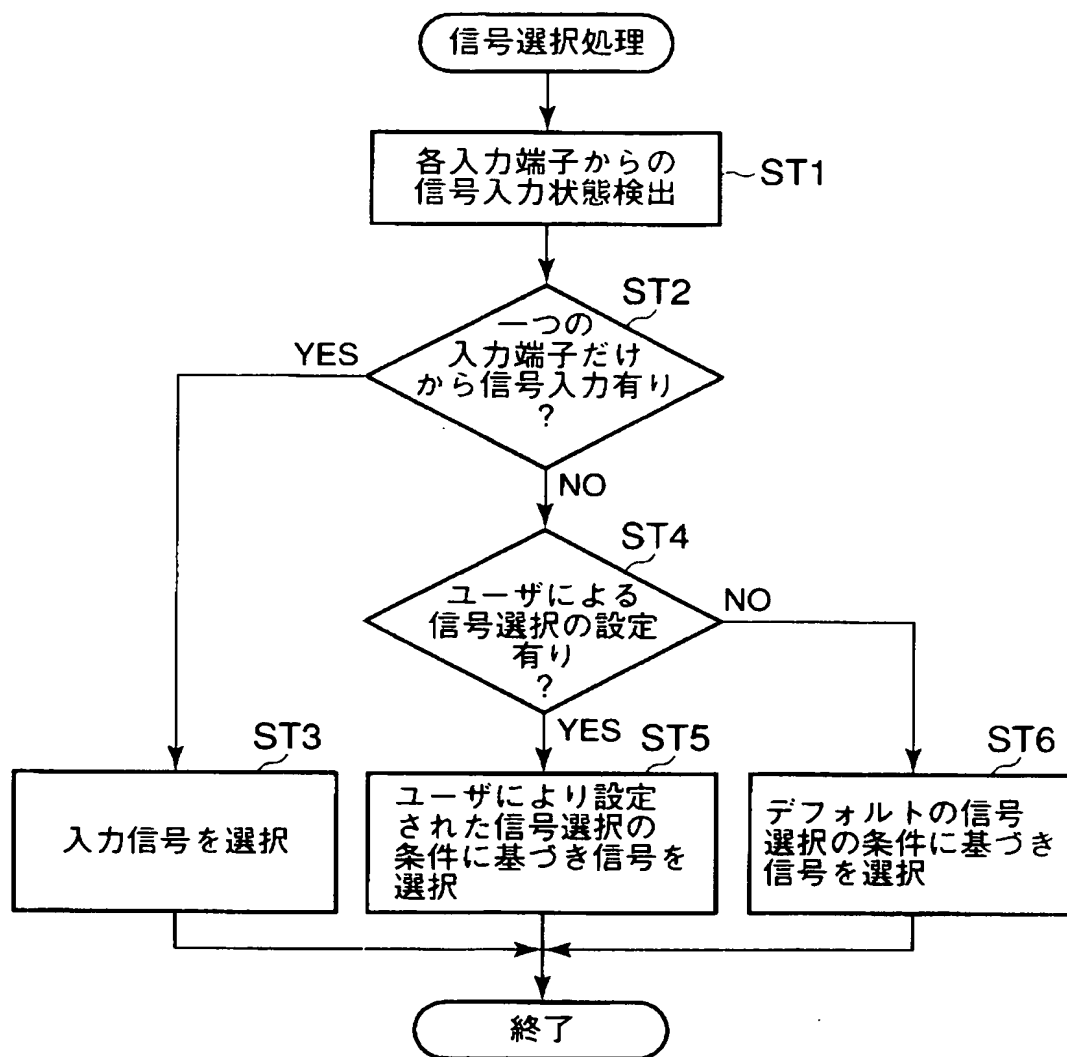 信号選択処理
各入力端子からの
信号入力状態検出
ST1
ST2
一つの
入力端子だけ
から信号入力有り
?
YES
NO
ST4
ユーザによる
信号選択の設定
有り
?
NO
YES
ST3
入力信号を選択
ST5
ユーザにより設定
された信号選択の
条件に基づき信号を
選択
ST6
デフォルトの信号
選択の条件に基づき
信号を選択
終了